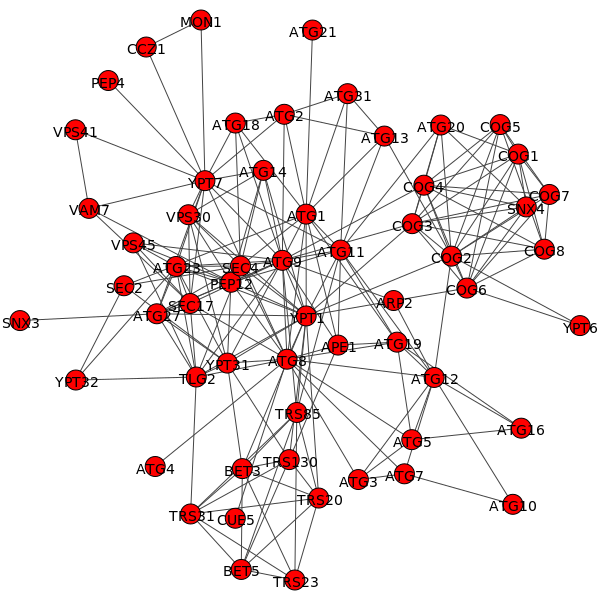 MON1
ATG21
CCZ1
PEP4
ATG31
ATG2
ATG18
ATG20
COG5
VPS41
ATG13
COG1
ATG14
YPT7
COG4
COG7
VAM7
SNX4
VPS30
ATG1
COG3
VPS45
ATG11
COG8
ATG9
COG2
ATG23
SEC4
PEP12
SEC2
COG6
ARP2
SEC17
ATG27
YPT1
SNX3
YPT6
APE1
ATG19
ATG8
YPT31
YPT32
TLG2
ATG12
TRS85
ATG16
ATG5
TRS130
ATG4
BET3
ATG3
ATG7
TRS20
ATG10
TRS31
CUE5
BET5
TRS23